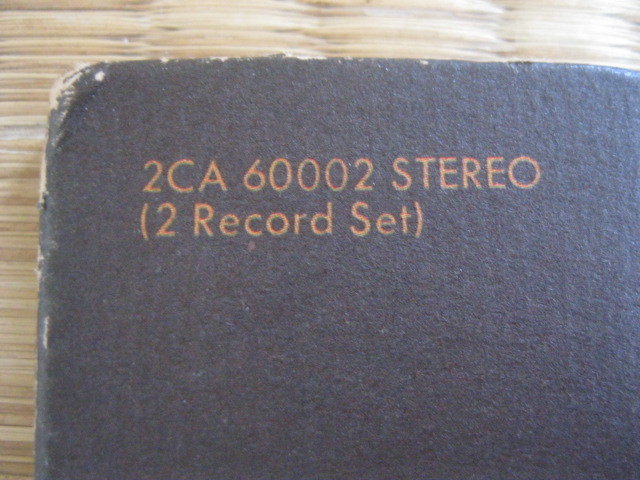 2CA 60002 STEREO
(2 Record Set)